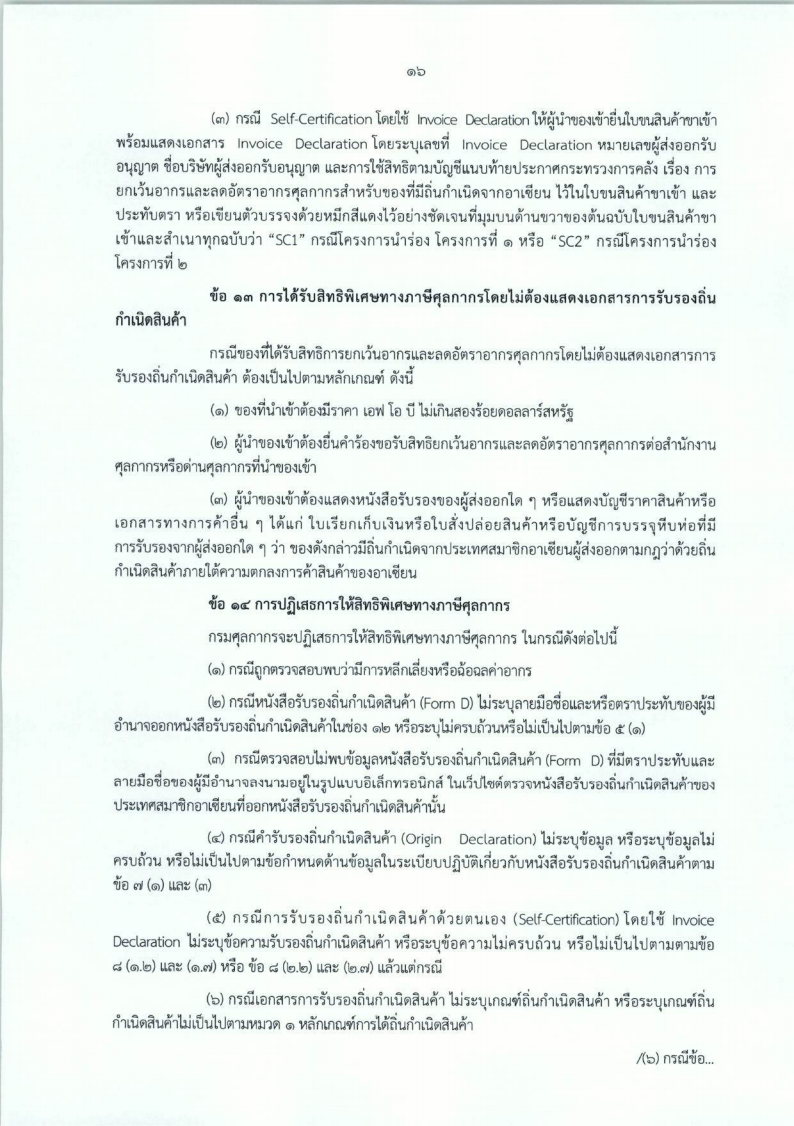 ๑๖
(๓) กรณี Self-Certification โดยใช้ Invoice Declaration ให้ผู้นำของเข้ายื่นใบขนสินค้าขาเข้า
พร้อมแสดงเอกสาร Invoice Declaration โดยระบุเลขที่ Invoice Declaration หมายเลขผู้ส่งออกรับ
อนุญาต ชื่อบริษัทผู้ส่งออกรับอนุญาต และการใช้สิทธิตามบัญชีแนบท้ายประกาศกระทรวงการคลัง เรื่อง การ
ยกเว้นอากรและลดอัตราอากรศุลกากรสำหรับของที่มีถิ่นกำเนิดจากอาเซียน ไว้ในใบขนสินค้าขาเข้า และ
ประทับตรา หรือเขียนตัวบรรจงด้วยหมึกสีแดงไว้อย่างชัดเจนที่มุมบนด้านขวาของต้นฉบับใบขนสินค้าขา
เข้าและสำเนาทุกฉบับว่า “SC1” กรณีโครงการนำร่อง โครงการที่ ๑ หรือ “SC2” กรณีโครงการนำร่อง
โครงการที่ ๒
ข้อ ๑๓ การได้รับสิทธิพิเศษทางภาษีศุลกากรโดยไม่ต้องแสดงเอกสารการรับรองถิ่น
กำเนิดสินค้า
กรณีของที่ได้รับสิทธิการยกเว้นอากรและลดอัตราอากรศุลกากรโดยไม่ต้องแสดงเอกสารการ
รับรองถิ่นกำเนิดสินค้า ต้องเป็นไปตามหลักเกณฑ์ ดังนี้
(๑) ของที่นำเข้าต้องมีราคา เอฟ โอ บี ไม่เกินสองร้อยดอลลาร์สหรัฐ
(๒) ผู้นำของเข้าต้องยื่นคำร้องขอรับสิทธิยกเว้นอากรและลดอัตราอากรศุลกากรต่อสำนักงาน
ศุลกากรหรือด่านศุลกากรที่นำของเข้า
(๓) ผู้นำของเข้าต้องแสดงหนังสือรับรองของผู้ส่งออกใด ๆ หรือแสดงบัญชีราคาสินค้าหรือ
เอกสารทางการค้าอื่น ๆ ได้แก่ ใบเรียกเก็บเงินหรือใบสั่งปล่อยสินค้าหรือบัญชีการบรรจุหีบห่อที่มี
การรับรองจากผู้ส่งออกใด ๆ ว่า ของดังกล่าวมีถิ่นกำเนิดจากประเทศสมาชิกอาเซียนผู้ส่งออกตามกฎว่าด้วยถิ่น
กำเนิดสินค้าภายใต้ความตกลงการค้าสินค้าของอาเซียน
ข้อ ๑๔ การปฏิเสธการให้สิทธิพิเศษทางภาษีศุลกากร
กรมศุลกากรจะปฏิเสธการให้สิทธิพิเศษทางภาษีศุลกากร ในกรณีดังต่อไปนี้
(๑) กรณีถูกตรวจสอบพบว่ามีการหลีกเลี่ยงหรือฉ้อฉลค่าอากร
(๒) กรณีหนังสือรับรองถิ่นกำเนิดสินค้า (Form D) ไม่ระบุลายมือชื่อและหรือตราประทับของผู้มี
อำนาจออกหนังสือรับรองถิ่นกำเนิดสินค้าในช่อง ๑๒ หรือระบุไม่ครบถ้วนหรือไม่เป็นไปตามข้อ ๕ (๑)
(๓) กรณีตรวจสอบไม่พบข้อมูลหนังสือรับรองถิ่นกำเนิดสินค้า (Form D) ที่มีตราประทับและ
ลายมือชื่อของผู้มีอำนาจลงนามอยู่ในรูปแบบอิเล็กทรอนิกส์ ในเว็ปไซต์ตรวจหนังสือรับรองถิ่นกำเนิดสินค้าของ
ประเทศสมาชิกอาเซียนที่ออกหนังสือรับรองถิ่นกำเนิดสินค้านั้น
(๔) กรณีคำรับรองถิ่นกำเนิดสินค้า (Origin Declaration) ไม่ระบุข้อมูล หรือระบุข้อมูลไม่
ครบถ้วน หรือไม่เป็นไปตามข้อกำหนดด้านข้อมูลในระเบียบปฏิบัติเกี่ยวกับหนังสือรับรองถิ่นกำเนิดสินค้าตาม
ข้อ ๗ (๑) และ (๓)
(๕) กรณีการรับรองถิ่นกำเนิดสินค้าด้วยตนเอง (Self-Certification) โดยใช้ Invoice
Declaration ไม่ระบุข้อความรับรองถิ่นกำเนิดสินค้า หรือระบุข้อความไม่ครบถ้วน หรือไม่เป็นไปตามตามข้อ
๘ (๑.๒) และ (๑.๗) หรือ ข้อ ๘ (๒.๒) และ (๒.๗) แล้วแต่กรณี
(๖) กรณีเอกสารการรับรองถิ่นกำเนิดสินค้า ไม่ระบุเกณฑ์ถิ่นกำเนิดสินค้า หรือระบุเกณฑ์ถิ่น
กำเนิดสินค้าไม่เป็นไปตามหมวด ๑ หลักเกณฑ์การได้ถิ่นกำเนิดสินค้า
/(๖) กรณีข้อ...